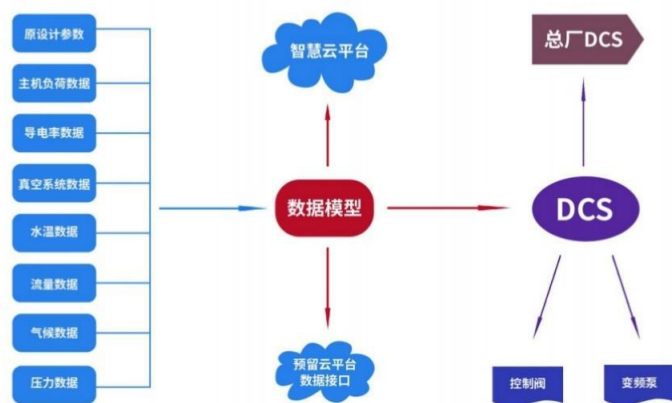 原设计参数
主机负荷数据
导电率数据
真空系统数据
水温数据
流量数据
气候数据
压力数据
智慧云平台
数据模型
预留云平台
数据接口
总厂DCS
DCS
控制阀
变频泵